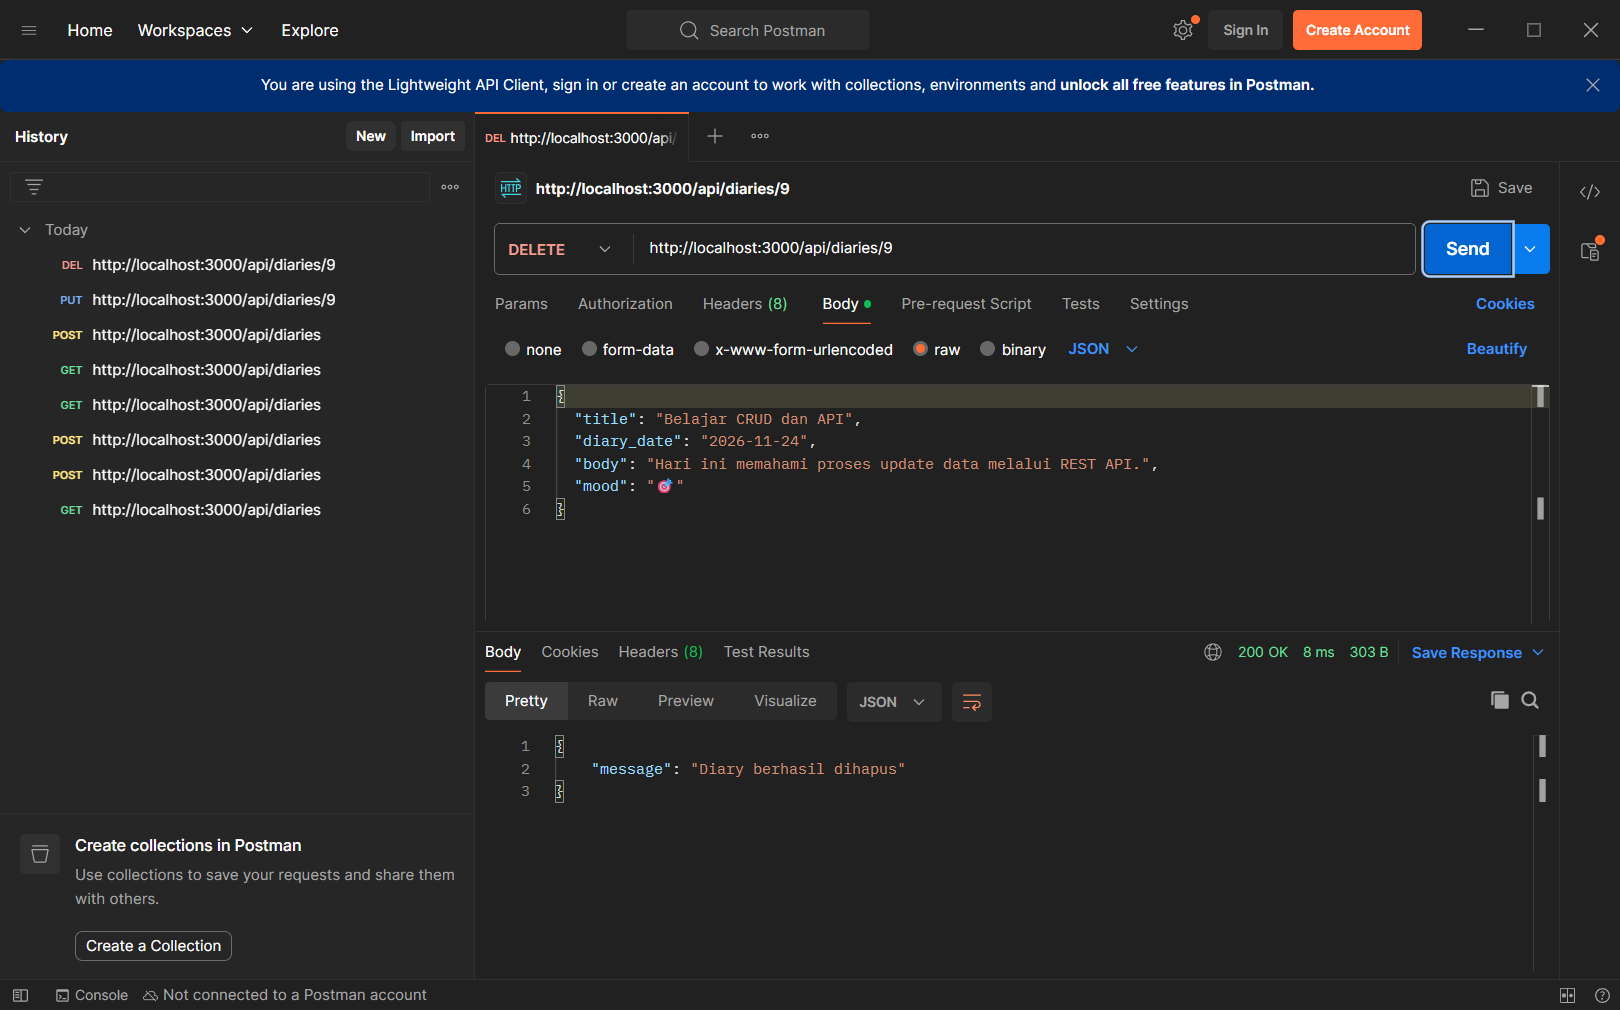 Home
Workspaces
Explore
Search Postman
Sign In
Create Account
You are using the Lightweight API Client, sign in or create an account to work with collections, environments and unlock all free features in Postman.
History
New
Import
DEL http://localhost:3000/api/
Today
DEL http://localhost:3000/api/diaries/9
PUT http://localhost:3000/api/diaries/9
POST http://localhost:3000/api/diaries
GET http://localhost:3000/api/diaries
GET http://localhost:3000/api/diaries
POST http://localhost:3000/api/diaries
POST http://localhost:3000/api/diaries
GET http://localhost:3000/api/diaries
Create collections in Postman
Use collections to save your requests and share them
with others.
Create a Collection
HTTP http://localhost:3000/api/diaries/9
Save
DELETE
http://localhost:3000/api/diaries/9
Send
Params
Authorization
Headers (8)
Body
Pre-request Script
Tests
Settings
Cookies
none
form-data
x-www-form-urlencoded
raw
binary
JSON
Beautify
1 {
2 "title": "Belajar CRUD dan API",
3 "diary_date": "2026-11-24",
4 "body": "Hari ini memahami proses update data melalui REST API.",
5 "mood": "🎯"
6 }
Body
Cookies
Headers (8)
Test Results
200 OK
8 ms
303 B
Save Response
Pretty
Raw
Preview
Visualize
JSON
1 {
2 "message": "Diary berhasil dihapus"
3 }
Console
Not connected to a Postman account